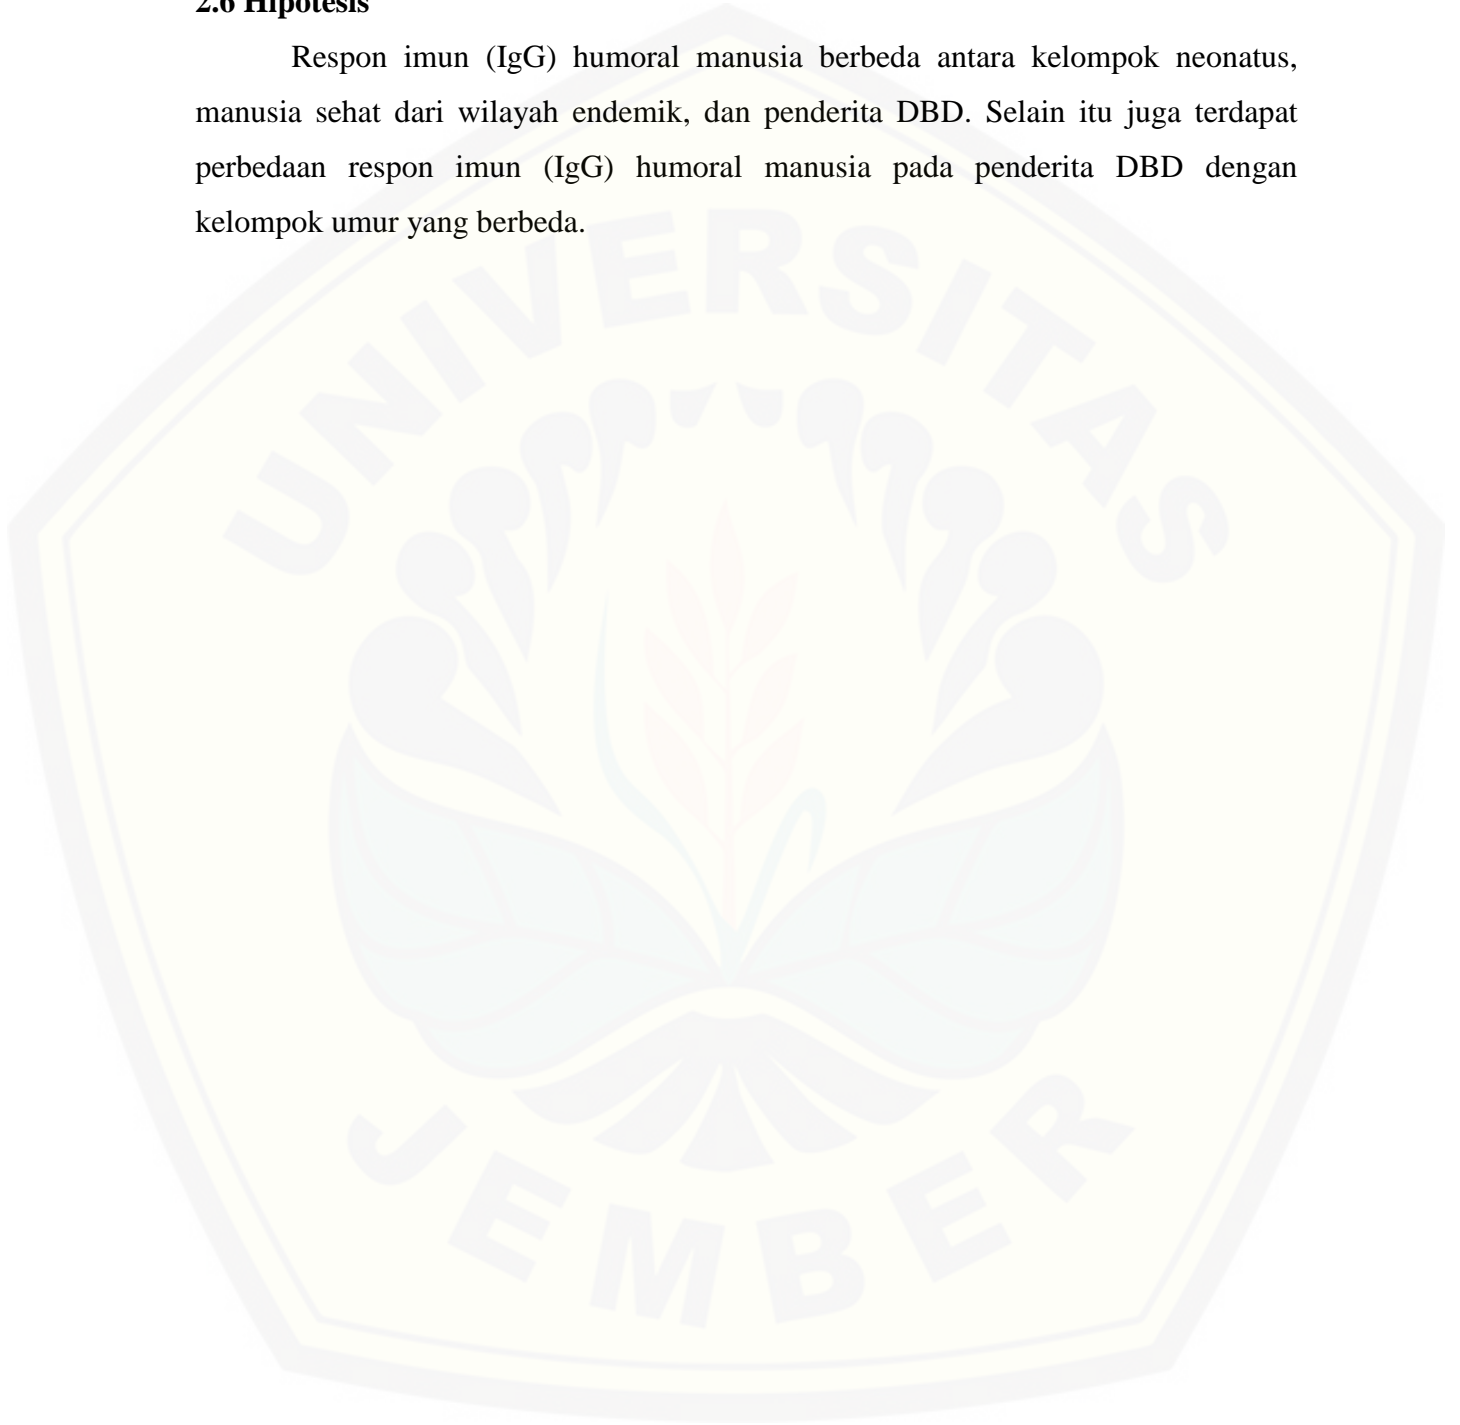 2.6 Hipotesis
Respon imun (IgG) humoral manusia berbeda antara kelompok neonatus,
manusia sehat dari wilayah endemik, dan penderita DBD. Selain itu juga terdapat
perbedaan respon imun (IgG) humoral manusia pada penderita DBD dengan
kelompok umur yang berbeda.
UNIVERSITAS
JEMBER